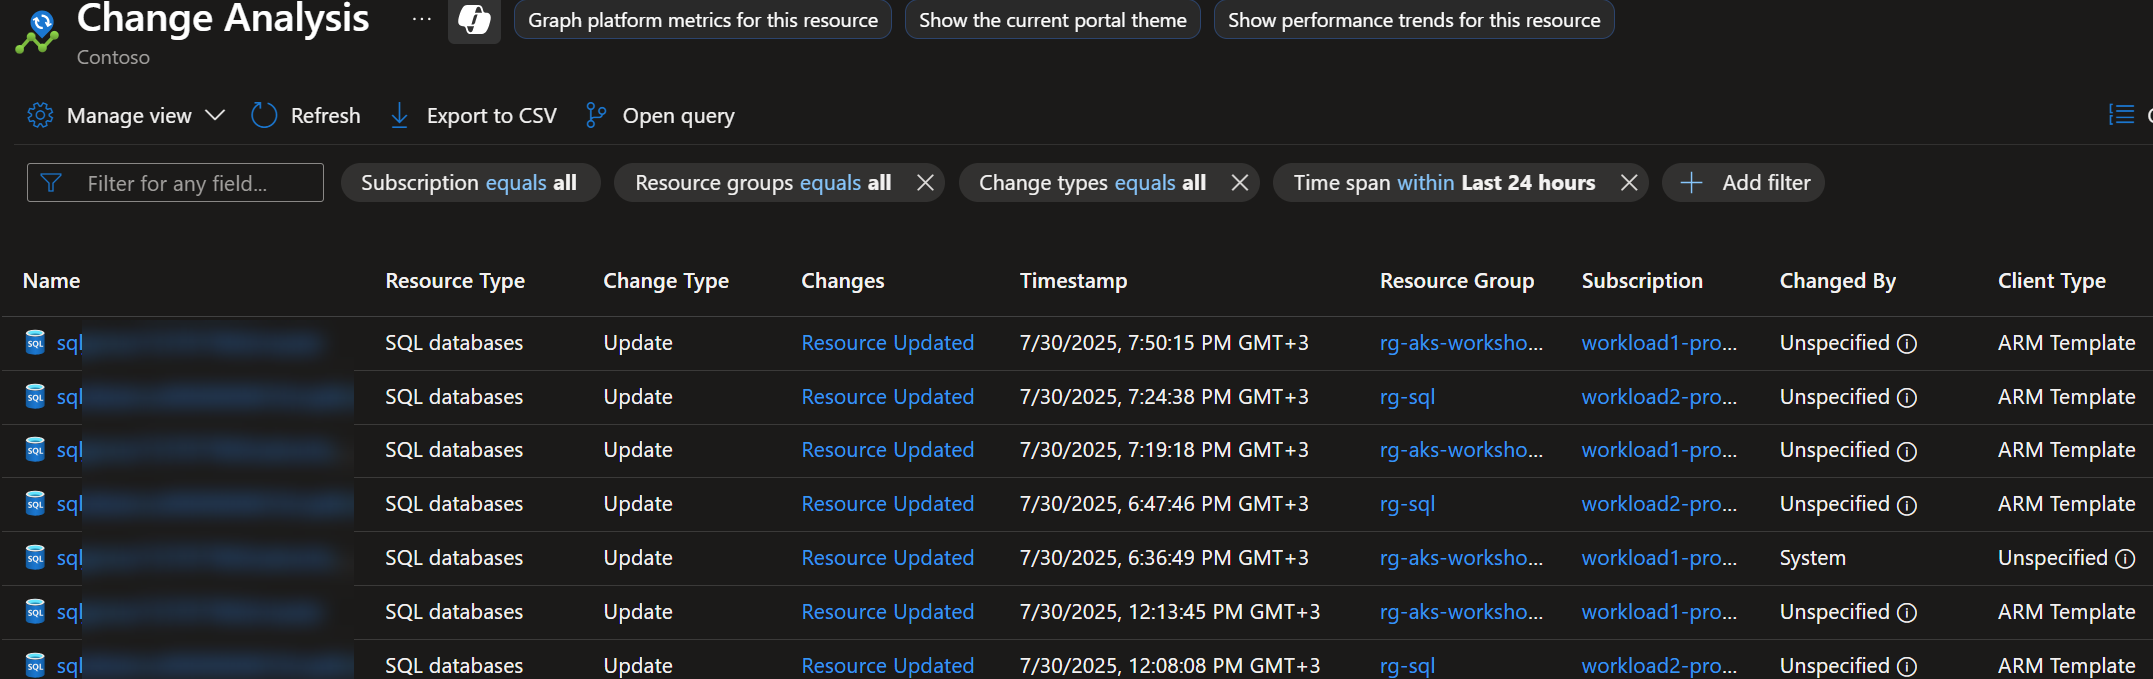 Change Analysis ... Graph platform metrics for this resource Show the current portal theme Show performance trends for this resource
Contoso
Manage view Refresh Export to CSV Open query
Filter for any field... Subscription equals all Resource groups equals all Change types equals all Time span within Last 24 hours Add filter
Name Resource Type Change Type Changes Timestamp Resource Group Subscription Changed By Client Type
sql SQL databases Update Resource Updated 7/30/2025, 7:50:15 PM GMT+3 rg-aks-worksho... workload1-pro... Unspecified ARM Template
sql SQL databases Update Resource Updated 7/30/2025, 7:24:38 PM GMT+3 rg-sql workload2-pro... Unspecified ARM Template
sql SQL databases Update Resource Updated 7/30/2025, 7:19:18 PM GMT+3 rg-aks-worksho... workload1-pro... Unspecified ARM Template
sql SQL databases Update Resource Updated 7/30/2025, 6:47:46 PM GMT+3 rg-sql workload2-pro... Unspecified ARM Template
sql SQL databases Update Resource Updated 7/30/2025, 6:36:49 PM GMT+3 rg-aks-worksho... workload1-pro... System Unspecified
sql SQL databases Update Resource Updated 7/30/2025, 12:13:45 PM GMT+3 rg-aks-worksho... workload1-pro... Unspecified ARM Template
sql SQL databases Update Resource Updated 7/30/2025, 12:08:08 PM GMT+3 rg-sql workload2-pro... Unspecified ARM Template